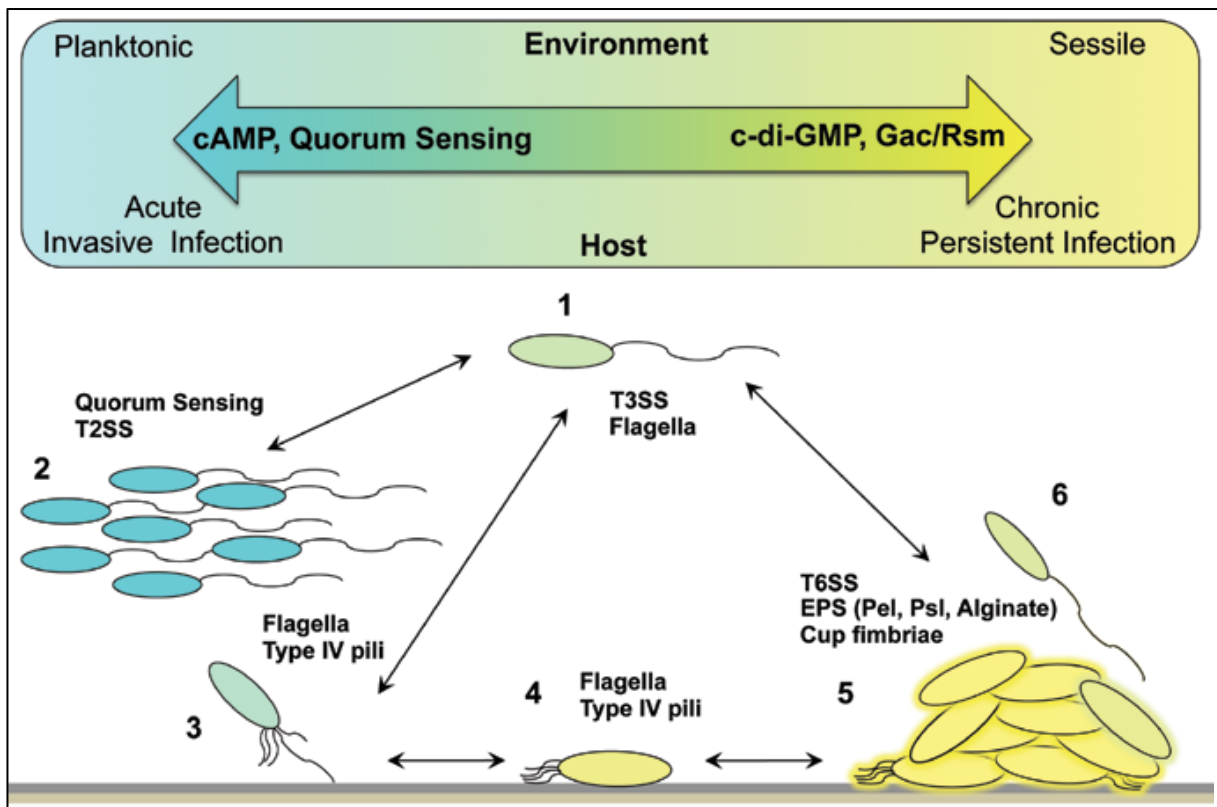 Planktonic
Environment
Sessile
cAMP, Quorum Sensing
c-di-GMP, Gac/Rsm
Acute
Invasive Infection
Host
Chronic
Persistent Infection
1
T3SS
Flagella
Quorum Sensing
T2SS
2
6
T6SS
EPS (Pel, Psl, Alginate)
Cup fimbriae
Flagella
Type IV pili
3
4
Flagella
Type IV pili
5